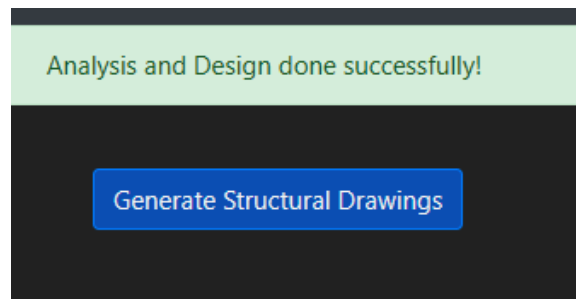 Analysis and Design done successfully!
Generate Structural Drawings